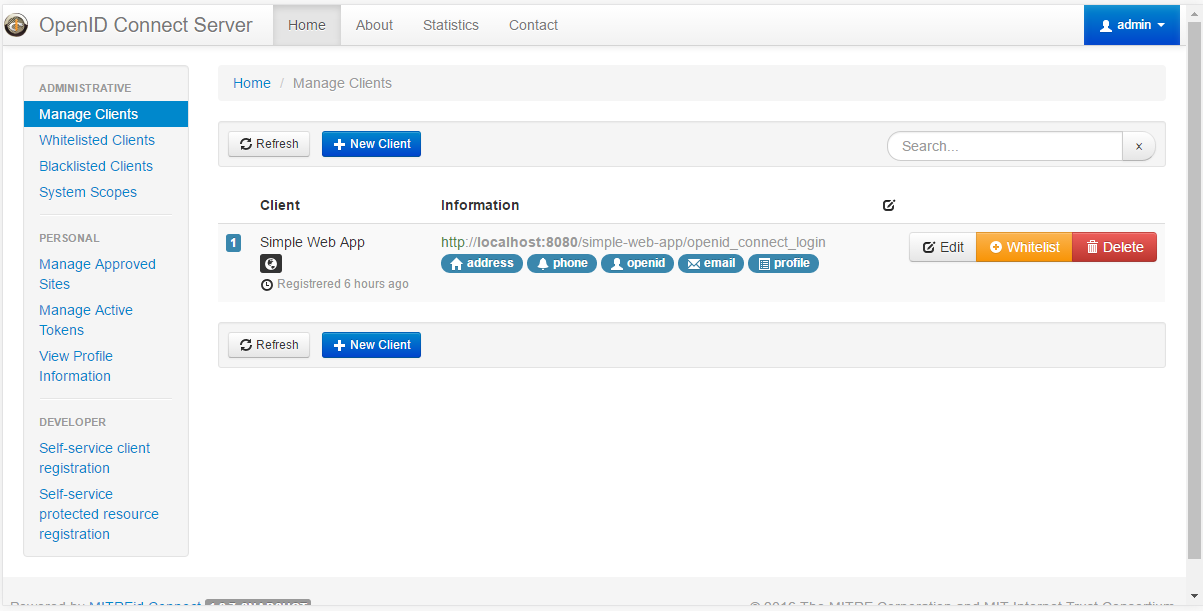 OpenID Connect Server Home About Statistics Contact admin
ADMINISTRATIVE
Manage Clients
Whitelisted Clients
Blacklisted Clients
System Scopes
PERSONAL
Manage Approved
Sites
Manage Active
Tokens
View Profile
Information
DEVELOPER
Self-service client
registration
Self-service
protected resource
registration
Home / Manage Clients
Refresh New Client Search... x
Client Information
1 Simple Web App http://localhost:8080/simple-web-app/openid_connect_login Edit Whitelist Delete
address phone openid email profile
Registrered 6 hours ago
Refresh New Client
Powered by MITREid Connect
© 2016 The MITRE Corporation and MIT Internet Trust Consortium